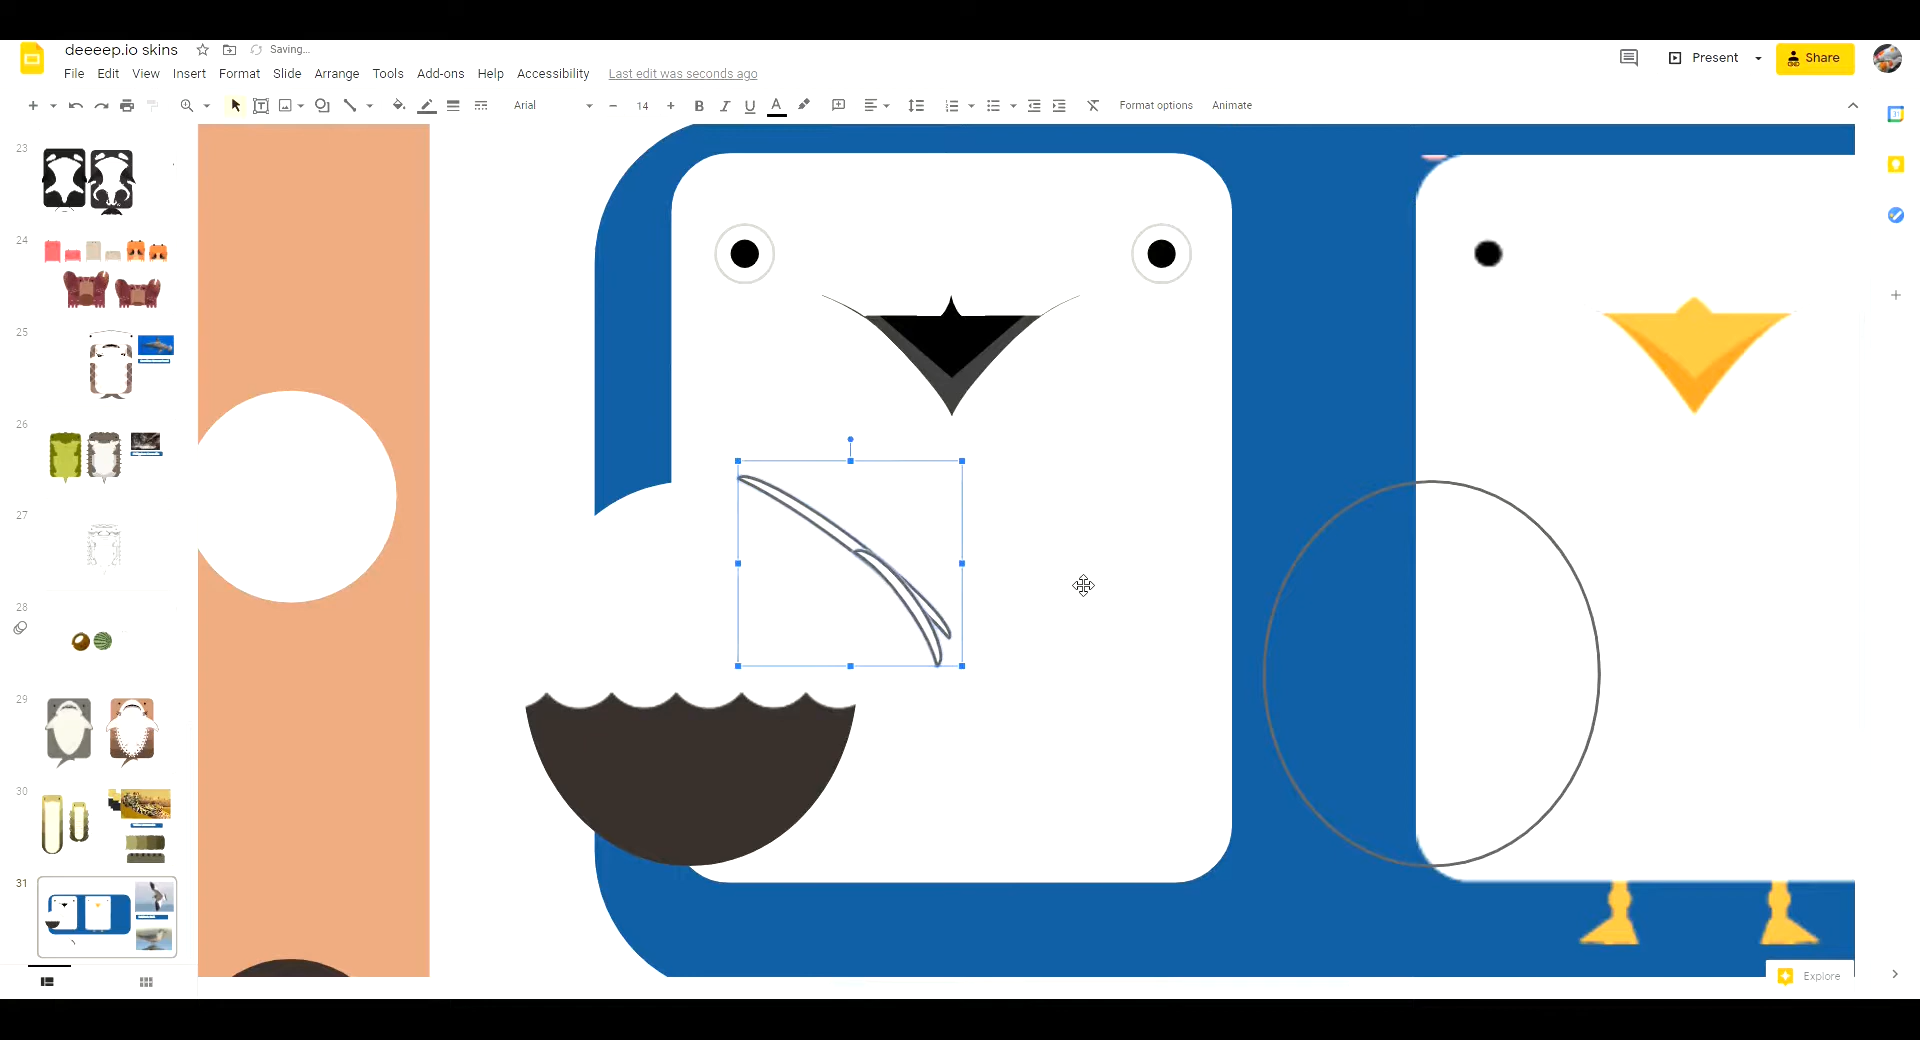 deeeep.io skins
Saving...
File Edit View Insert Format Slide Arrange Tools Add-ons Help Accessibility Last edit was seconds ago
Present
Share
Arial
14
B I U A
Format options
Animate
31
23
24
25
26
27
28
29
30
31
Explore